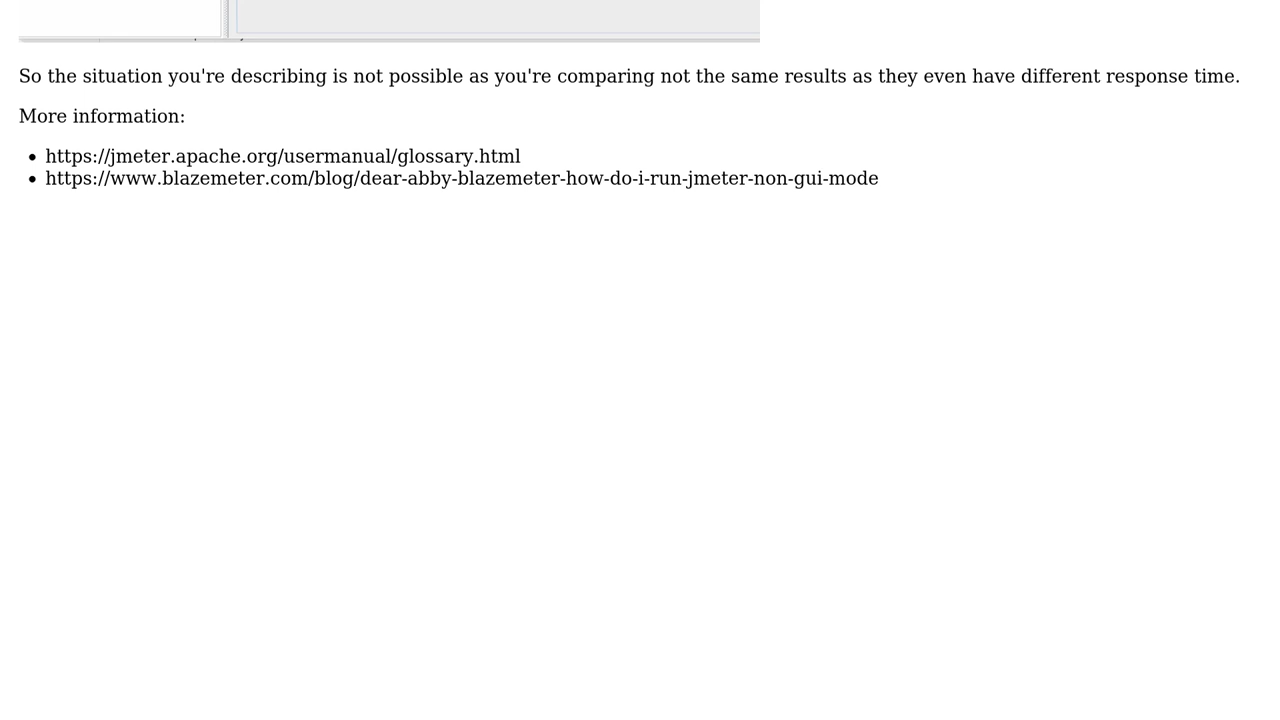 So the situation you're describing is not possible as you're comparing not the same results as they even have different response time.
More information:
https://jmeter.apache.org/usermanual/glossary.html
https://www.blazemeter.com/blog/dear-abby-blazemeter-how-do-i-run-jmeter-non-gui-mode